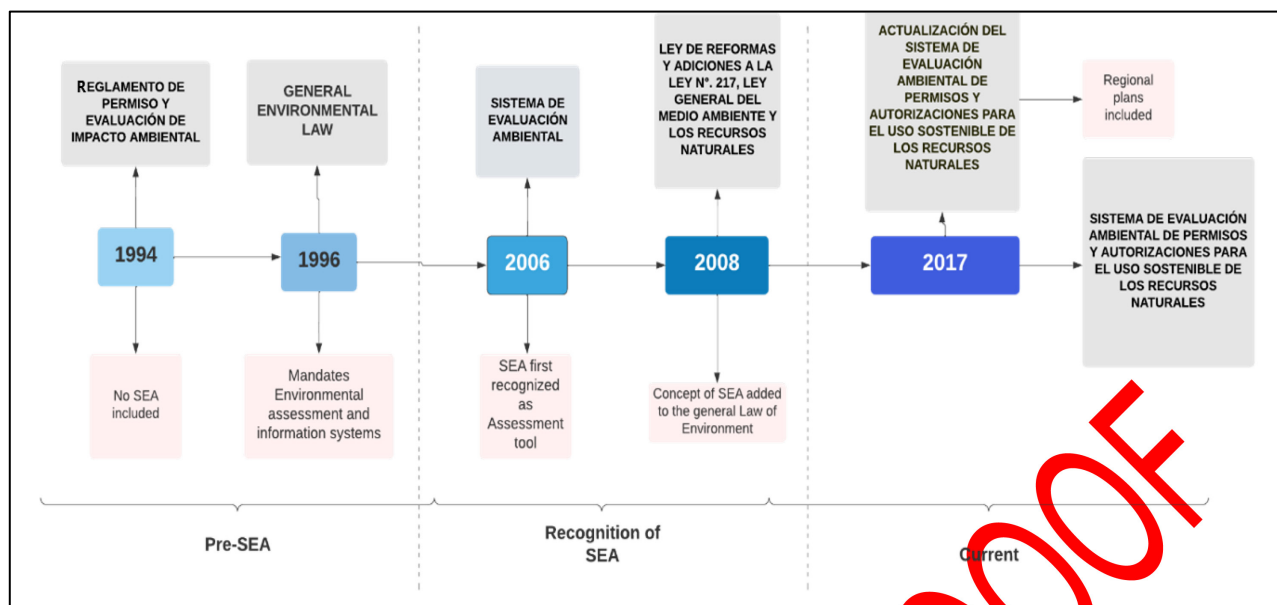 REGLAMENTO DE
PERMISO Y
EVALUACIÓN DE
IMPACTO AMBIENTAL
GENERAL
ENVIRONMENTAL
LAW
SISTEMA DE
EVALUACIÓN
AMBIENTAL
LEY DE REFORMAS
Y ADICIONES A LA
LEY N°. 217, LEY
GENERAL DEL
MEDIO AMBIENTE Y
LOS RECURSOS
NATURALES
ACTUALIZACIÓN DEL
SISTEMA DE
EVALUACIÓN
AMBIENTAL DE
PERMISOS Y
AUTORIZACIONES PARA
EL USO SOSTENIBLE DE
LOS RECURSOS
NATURALES
Regional
plans
included
1994
1996
2006
2008
2017
SISTEMA DE EVALUACIÓN
AMBIENTAL DE PERMISOS
Y AUTORIZACIONES PARA
EL USO SOSTENIBLE DE
LOS RECURSOS
NATURALES
No SEA
included
Mandates
Environmental
assessment and
information systems
SEA first
recognized
as
Assessment
tool
Concept of SEA added
to the general Law of
Environment
Pre-SEA
Recognition of
SEA
Current
OOF